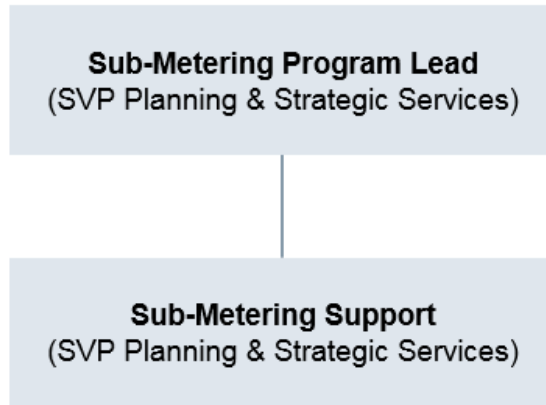 Sub-Metering Program Lead
(SVP Planning & Strategic Services)
Sub-Metering Support
(SVP Planning & Strategic Services)